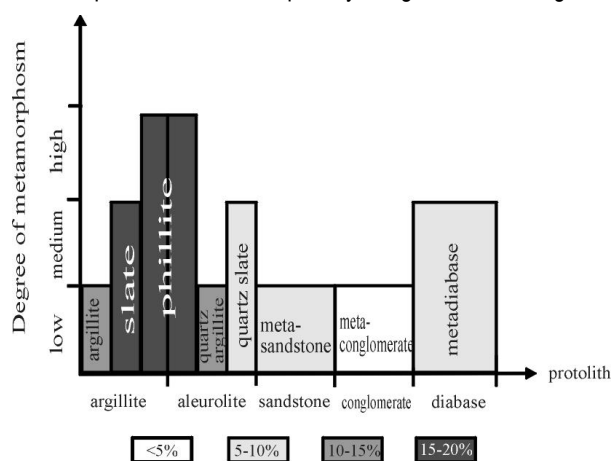 Degree of metamorphosm
high
medium
low
argillite
slate
phillite
quartz
argillite
quartz slate
meta-
sandstone
meta-
conglomerate
metadiabase
protolith
argillite aleurolite sandstone conglomerate diabase
<5% 5-10% 10-15% 15-20%